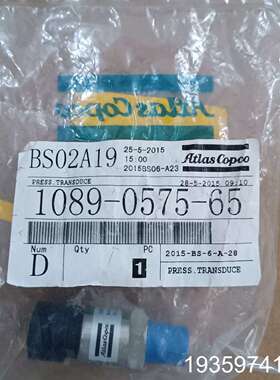 Atlas Copco
BS02A19
25-5-2015
15:00
2015BS06-A23
Atlas Copco
PRESS.TRANSDUCE
28-5-2015 09:10
1089-0575-65
Num
Qty
PC
2015-BS-6-A-28
D
1
PRESS.TRANSDUCE
Atlas Copco
19359741